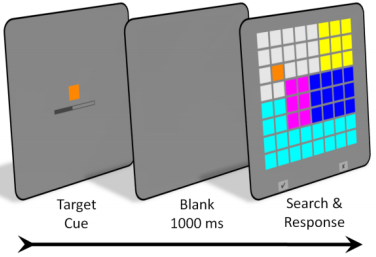 Target
Cue
Blank
1000 ms
Search &
Response